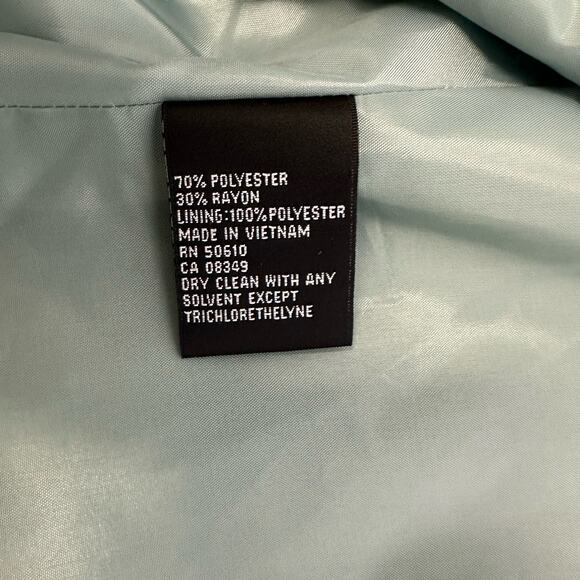 70% POLYESTER
30% RAYON
LINING:100%POLYESTER
MADE IN VIETNAM
RN 50610
CA 08349
DRY CLEAN WITH ANY
SOLVENT EXCEPT
TRICHLORETHELYNE